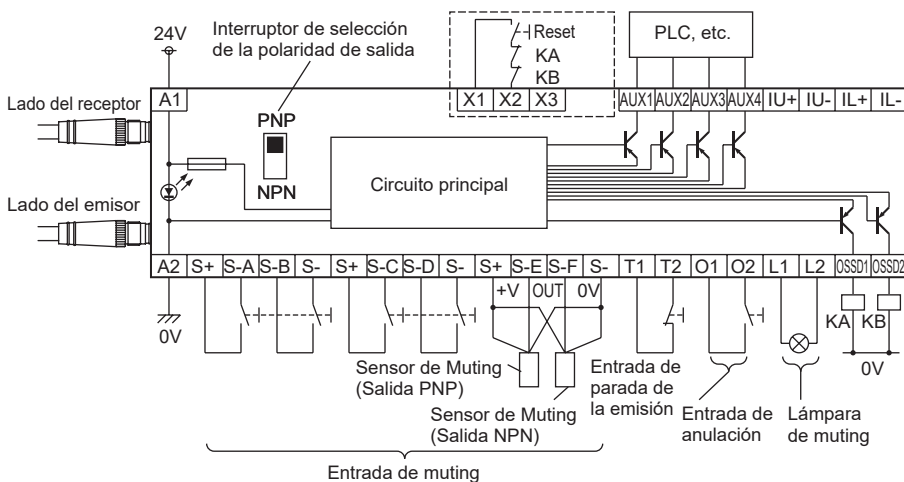 24V
Interruptor de selección
de la polaridad de salida
Reset
KA
KB
PLC, etc.
Lado del receptor
A1
X1 X2 X3
AUX1 AUX2 AUX3 AUX4 IU+ IU- IL+ IL-
PNP
NPN
Circuito principal
Lado del emisor
A2 S+ S-A S-B S- S+ S-C S-D S- S+ S-E S-F S- T1 T2 O1 O2 L1 L2 OSSD1 OSSD2
+V OUT 0V
0V
KA KB
0V
Sensor de Muting
(Salida PNP)
Sensor de Muting
(Salida NPN)
Entrada de
parada de
la emisión
Entrada de
anulación
Lámpara
de muting
Entrada de muting